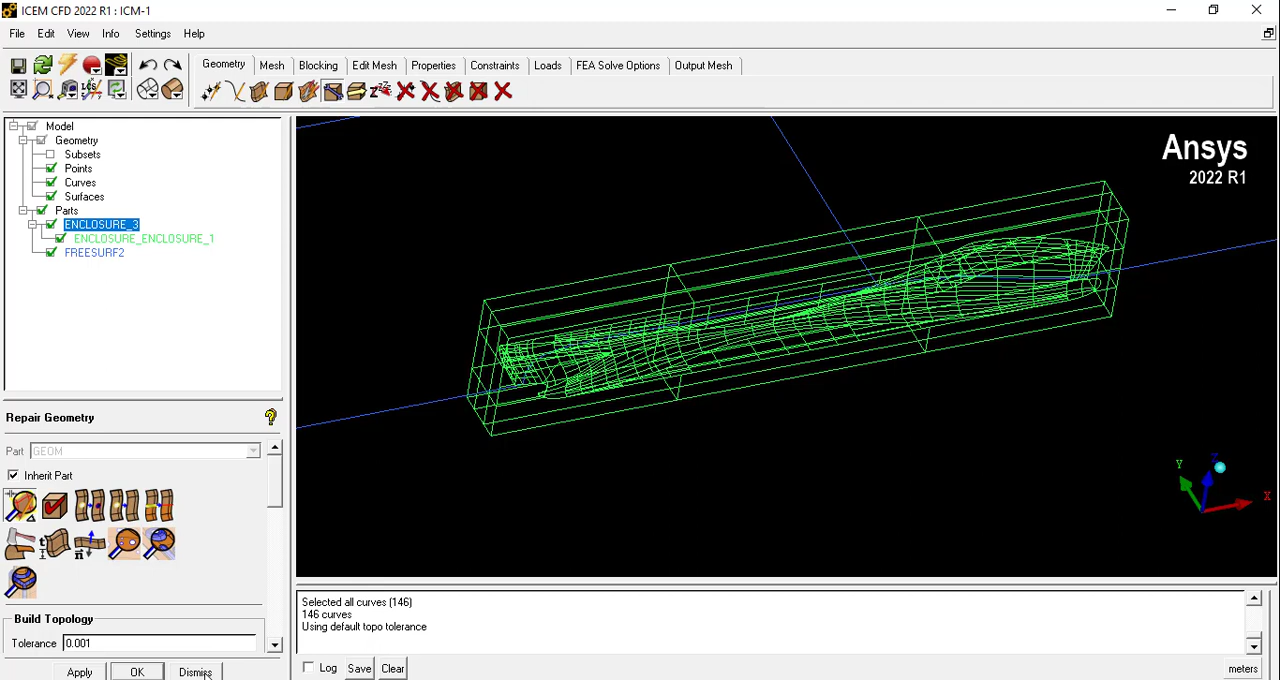 ICEM CFD 2022 R1 : ICM-1
File Edit View Info Settings Help
Geometry Mesh Blocking Edit Mesh Properties Constraints Loads FEA Solve Options Output Mesh
Model
Geometry
Subsets
Points
Curves
Surfaces
Parts
ENCLOSURE_3
ENCLOSURE_ENCLOSURE_1
FREESURF2
Ansys
2022 R1
Repair Geometry
Part GEOM
Inherit Part
Build Topology
Tolerance 0.001
Apply OK Dismiss
Y Z X
Selected all curves (146)
146 curves
Using default topo tolerance
Log Save Clear
meters